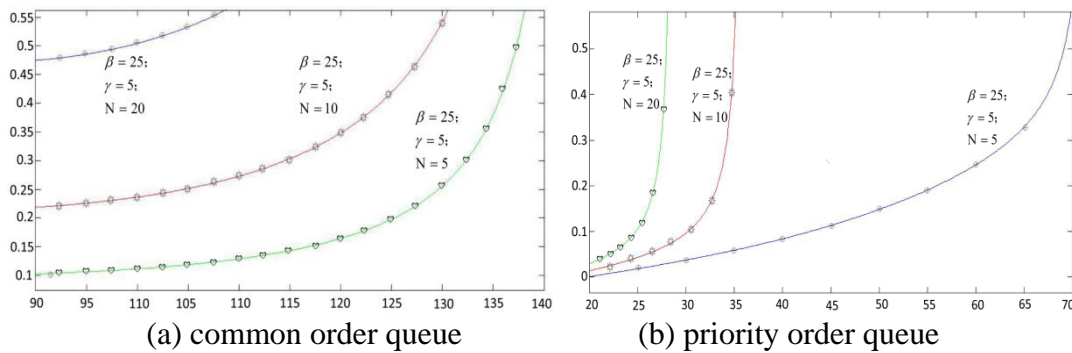 0.55
0.5
0.45
0.4
0.35
0.3
0.25
0.2
0.15
0.1
90 95 100 105 110 115 120 125 130 135 140
β = 25;
γ = 5;
N = 20
β = 25;
γ = 5;
N = 10
β = 25;
γ = 5;
N = 5
(a) common order queue
0.5
0.4
0.3
0.2
0.1
0
20 25 30 35 40 45 50 55 60 65 70
β = 25;
γ = 5;
N = 20
β = 25;
γ = 5;
N = 10
β = 25;
γ = 5;
N = 5
(b) priority order queue